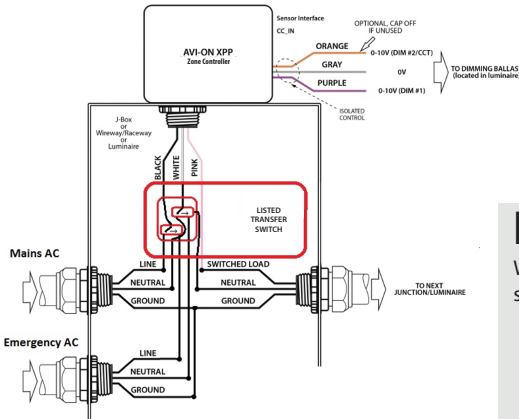 Sensor Interface
CC_IN
AVI-ON XPP
Zone Controller
OPTIONAL, CAP OFF
IF UNUSED
ORANGE
0-10V (DIM #2/CCT)
GRAY
0V
PURPLE
0-10V (DIM #1)
TO DIMMING BALLAS
(located in luminaire)
ISOLATED
CONTROL
J-Box
or
Wireway/Raceway
or
Luminaire
BLACK
WHITE
PINK
LISTED
TRANSFER
SWITCH
Mains AC
LINE
NEUTRAL
GROUND
SWITCHED LOAD
NEUTRAL
GROUND
TO NEXT
JUNCTION/LUMINAIRE
Emergency AC
LINE
NEUTRAL
GROUND